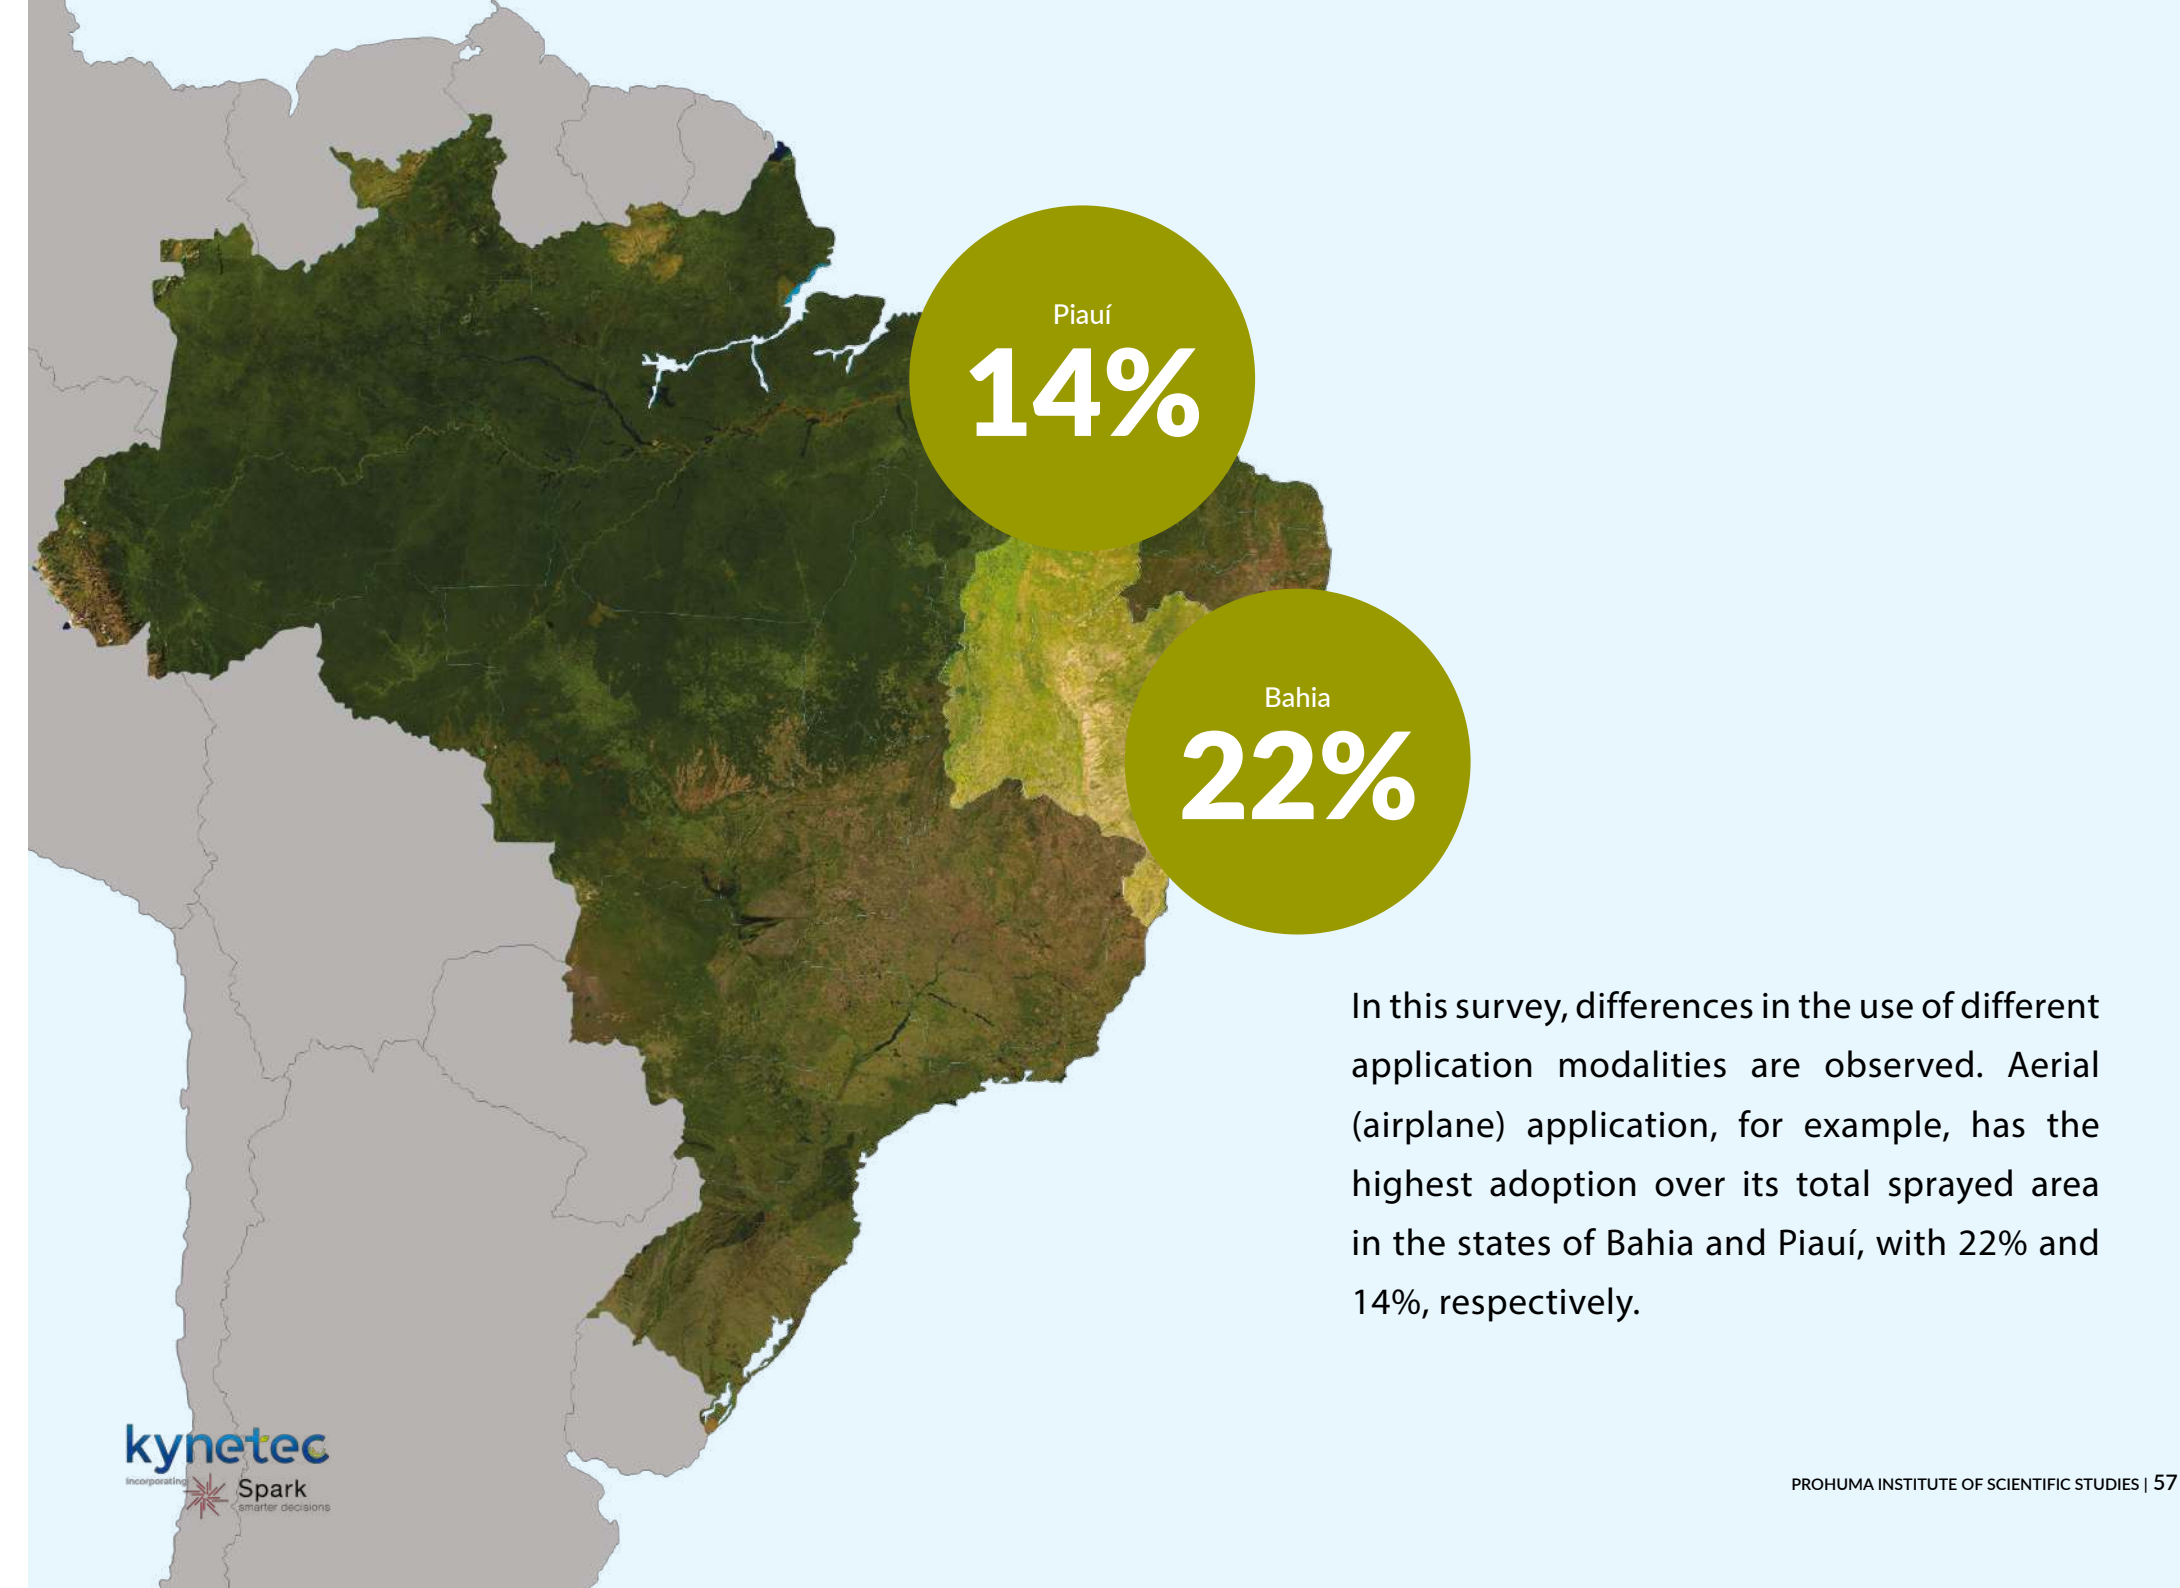 Piauí
14%
Bahia
22%
In this survey, differences in the use of different
application modalities are observed. Aerial
(airplane) application, for example, has the
highest adoption over its total sprayed area
in the states of Bahia and Piauí, with 22% and
14%, respectively.
kynetec
incorporating
Spark
smarter decisions
PROHUMA INSTITUTE OF SCIENTIFIC STUDIES | 57